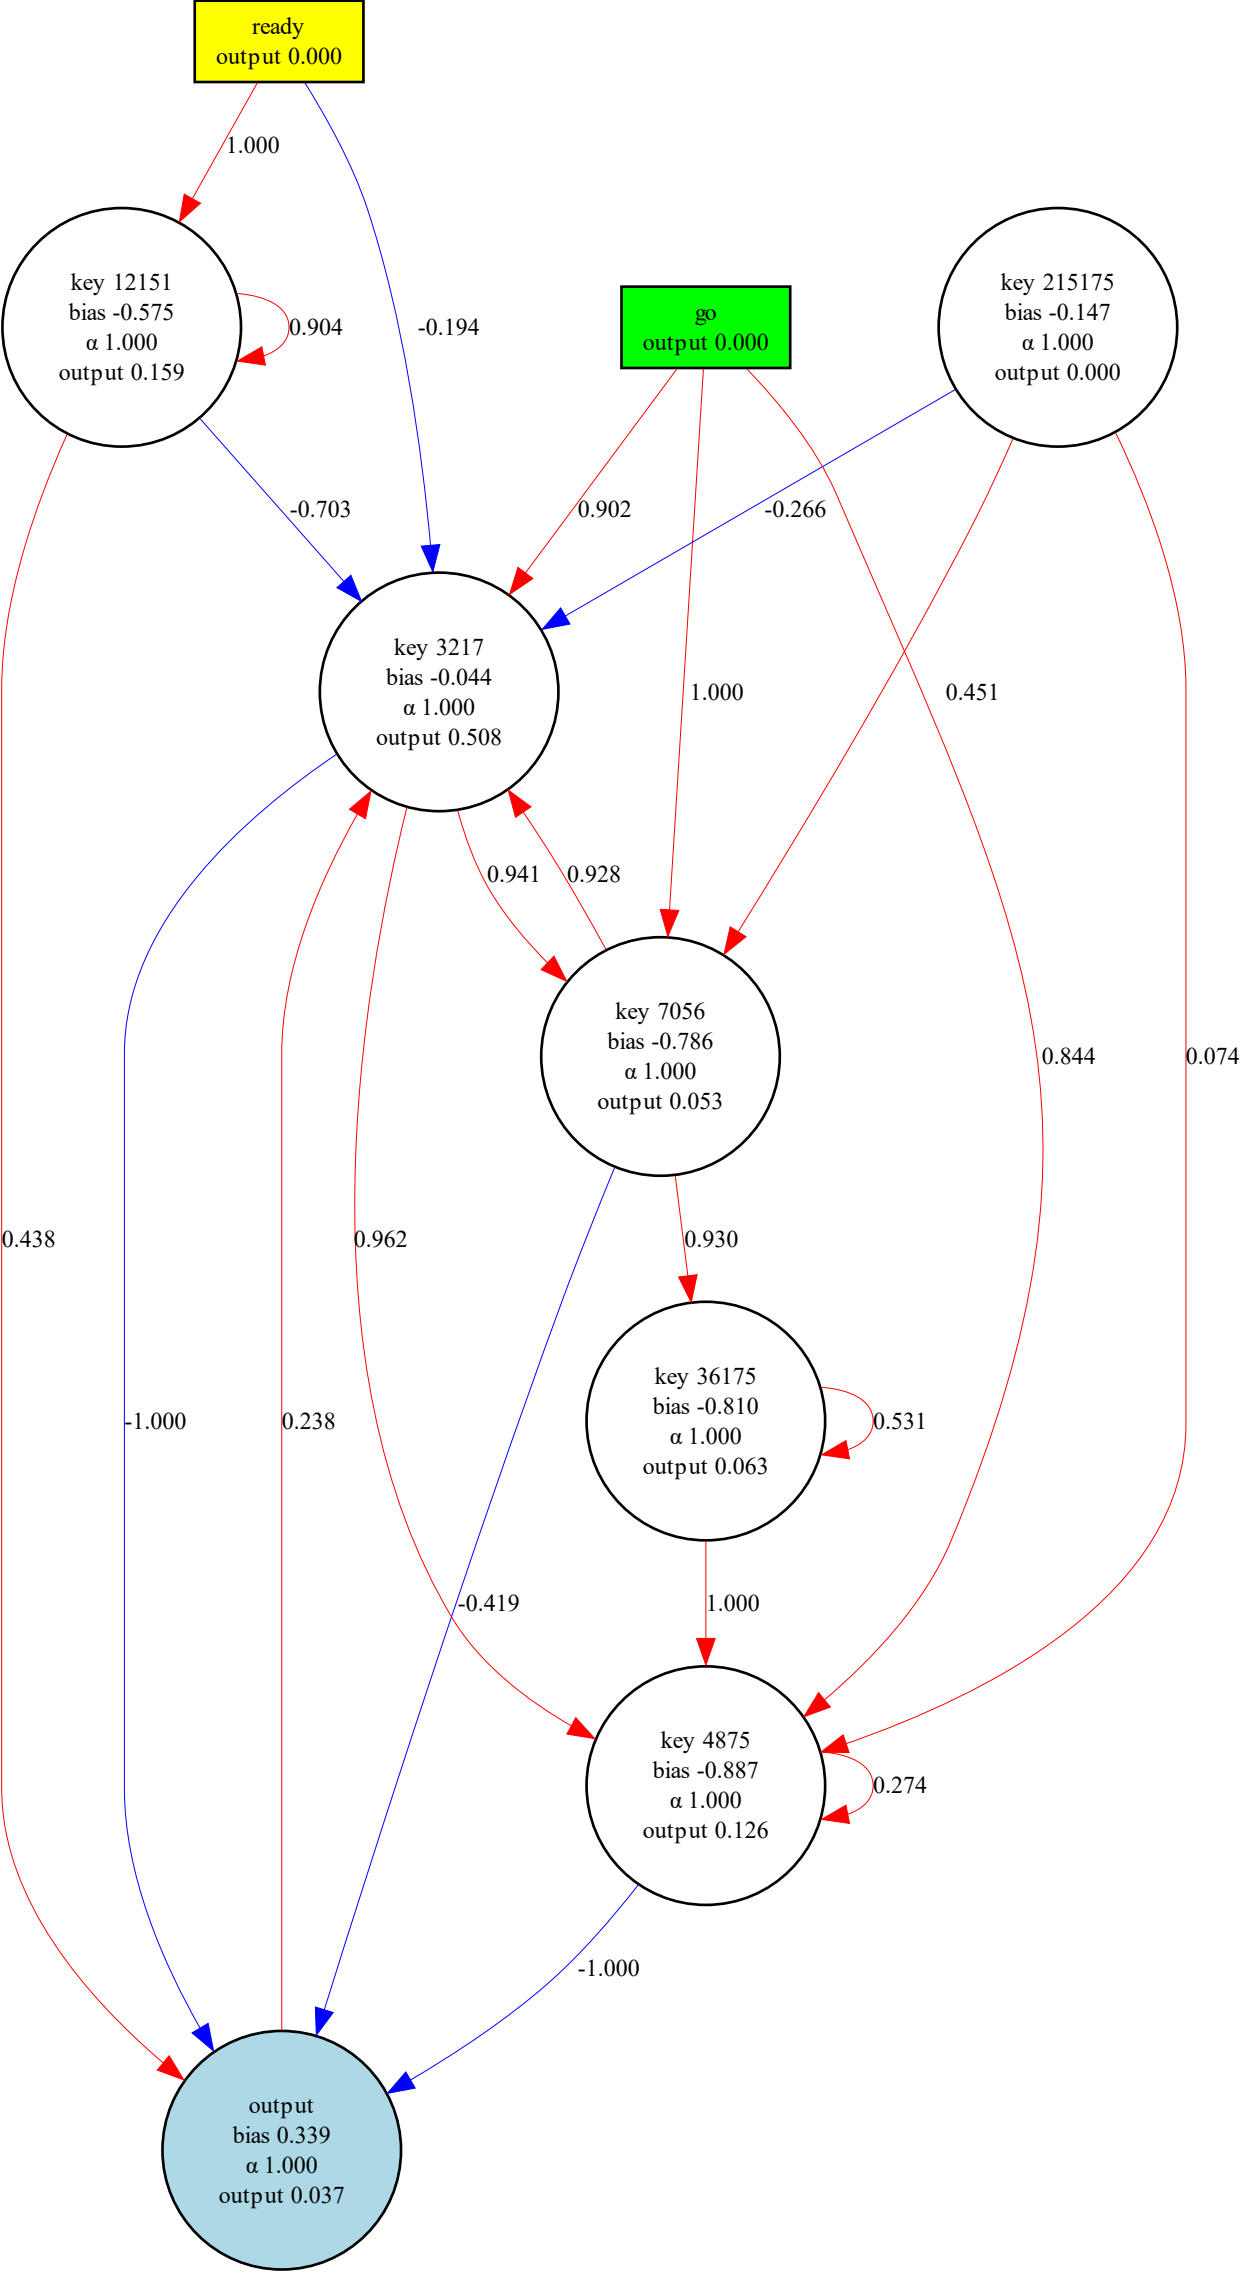 ready
output 0.000
1.000
key 12151
bias -0.575
α 1.000
output 0.159
0.904
-0.194
go
output 0.000
key 215175
bias -0.147
α 1.000
output 0.000
-0.703
0.902
-0.266
key 3217
bias -0.044
α 1.000
output 0.508
1.000
0.451
0.941
0.928
key 7056
bias -0.786
α 1.000
output 0.053
0.844
0.074
0.438
0.962
0.930
key 36175
bias -0.810
α 1.000
output 0.063
-1.000
0.238
0.531
-0.419
1.000
key 4875
bias -0.887
α 1.000
output 0.126
0.274
-1.000
output
bias 0.339
α 1.000
output 0.037